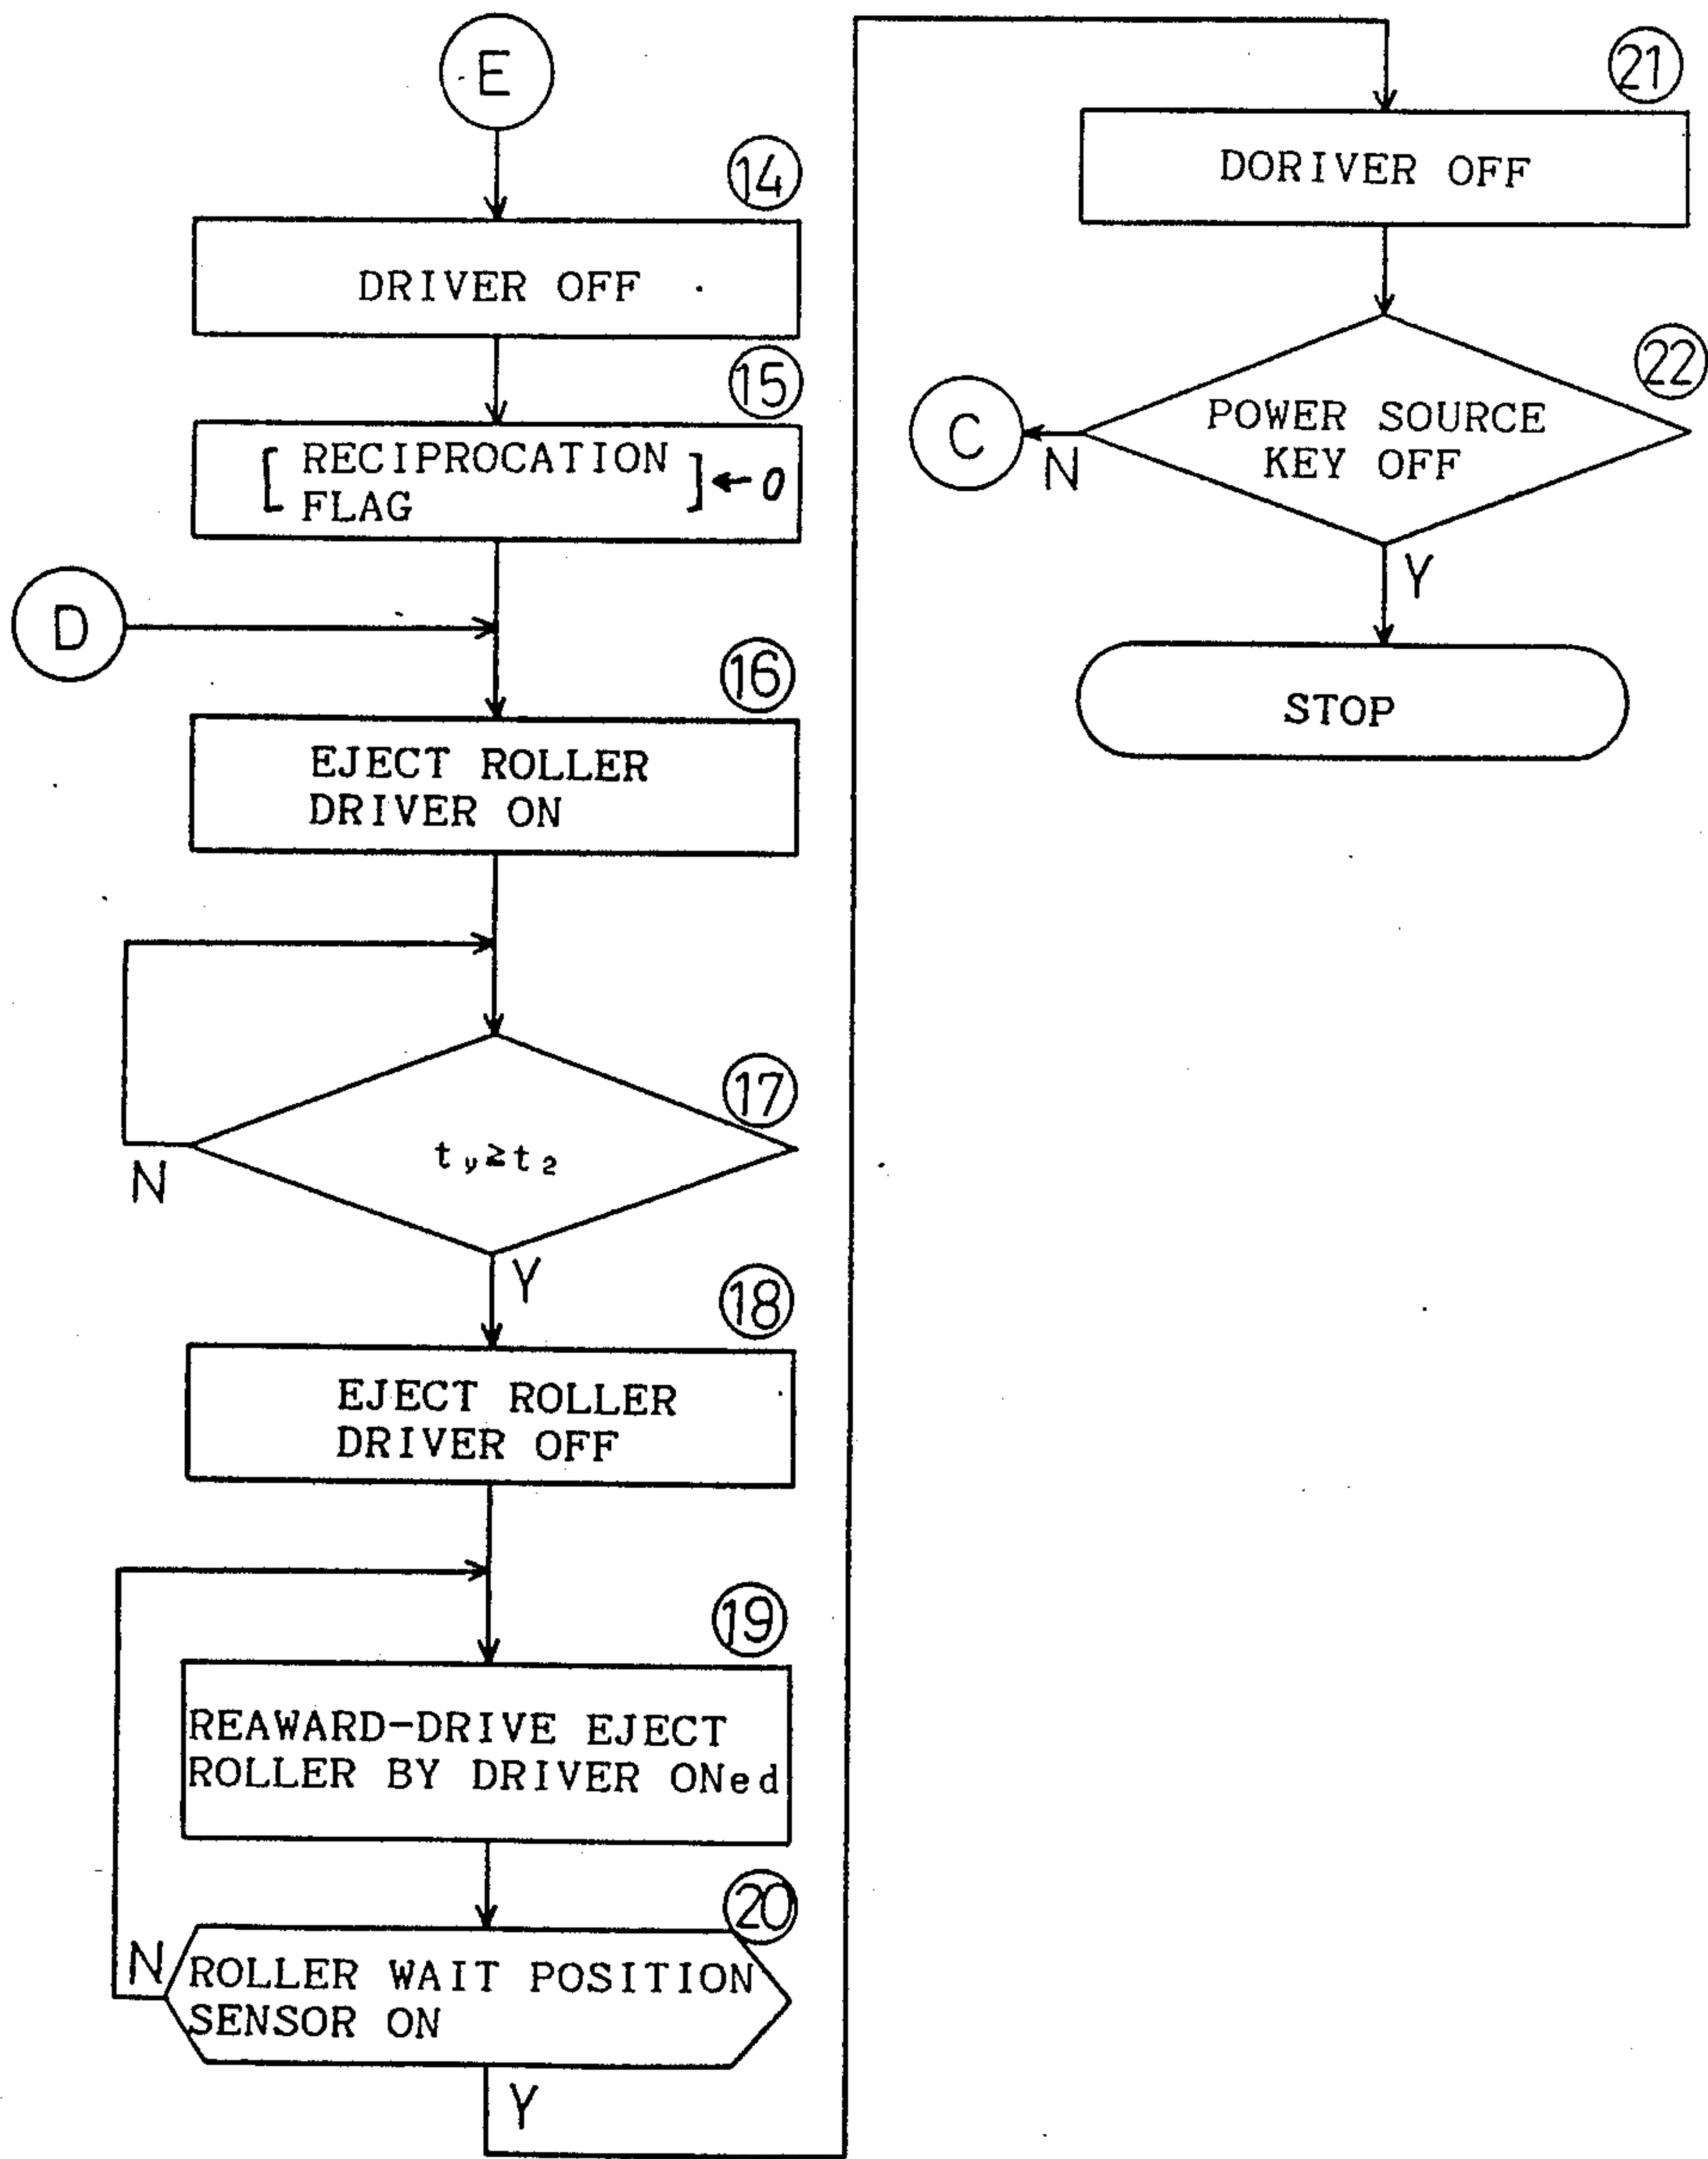 E
14
DRIVER OFF
15
[ RECIPROCATION
FLAG ] ← 0
D
16
EJECT ROLLER
DRIVER ON
17
ty≥t2
N
Y
18
EJECT ROLLER
DRIVER OFF
19
REAWARD-DRIVE EJECT
ROLLER BY DRIVER ONed
20
N
ROLLER WAIT POSITION
SENSOR ON
Y
21
DORIVER OFF
22
POWER SOURCE
KEY OFF
C
N
Y
STOP